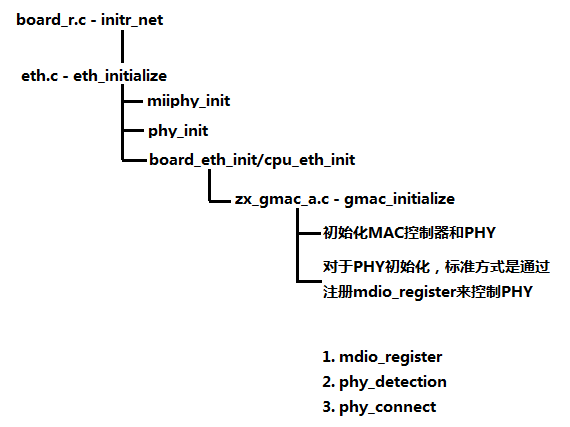 board_r.c - initr_net
eth.c - eth_initialize
miiphy_init
phy_init
board_eth_init/cpu_eth_init
zx_gmac_a.c - gmac_initialize
初始化MAC控制器和PHY
对于PHY初始化，标准方式是通过
注册mdio_register来控制PHY
1. mdio_register
2. phy_detection
3. phy_connect